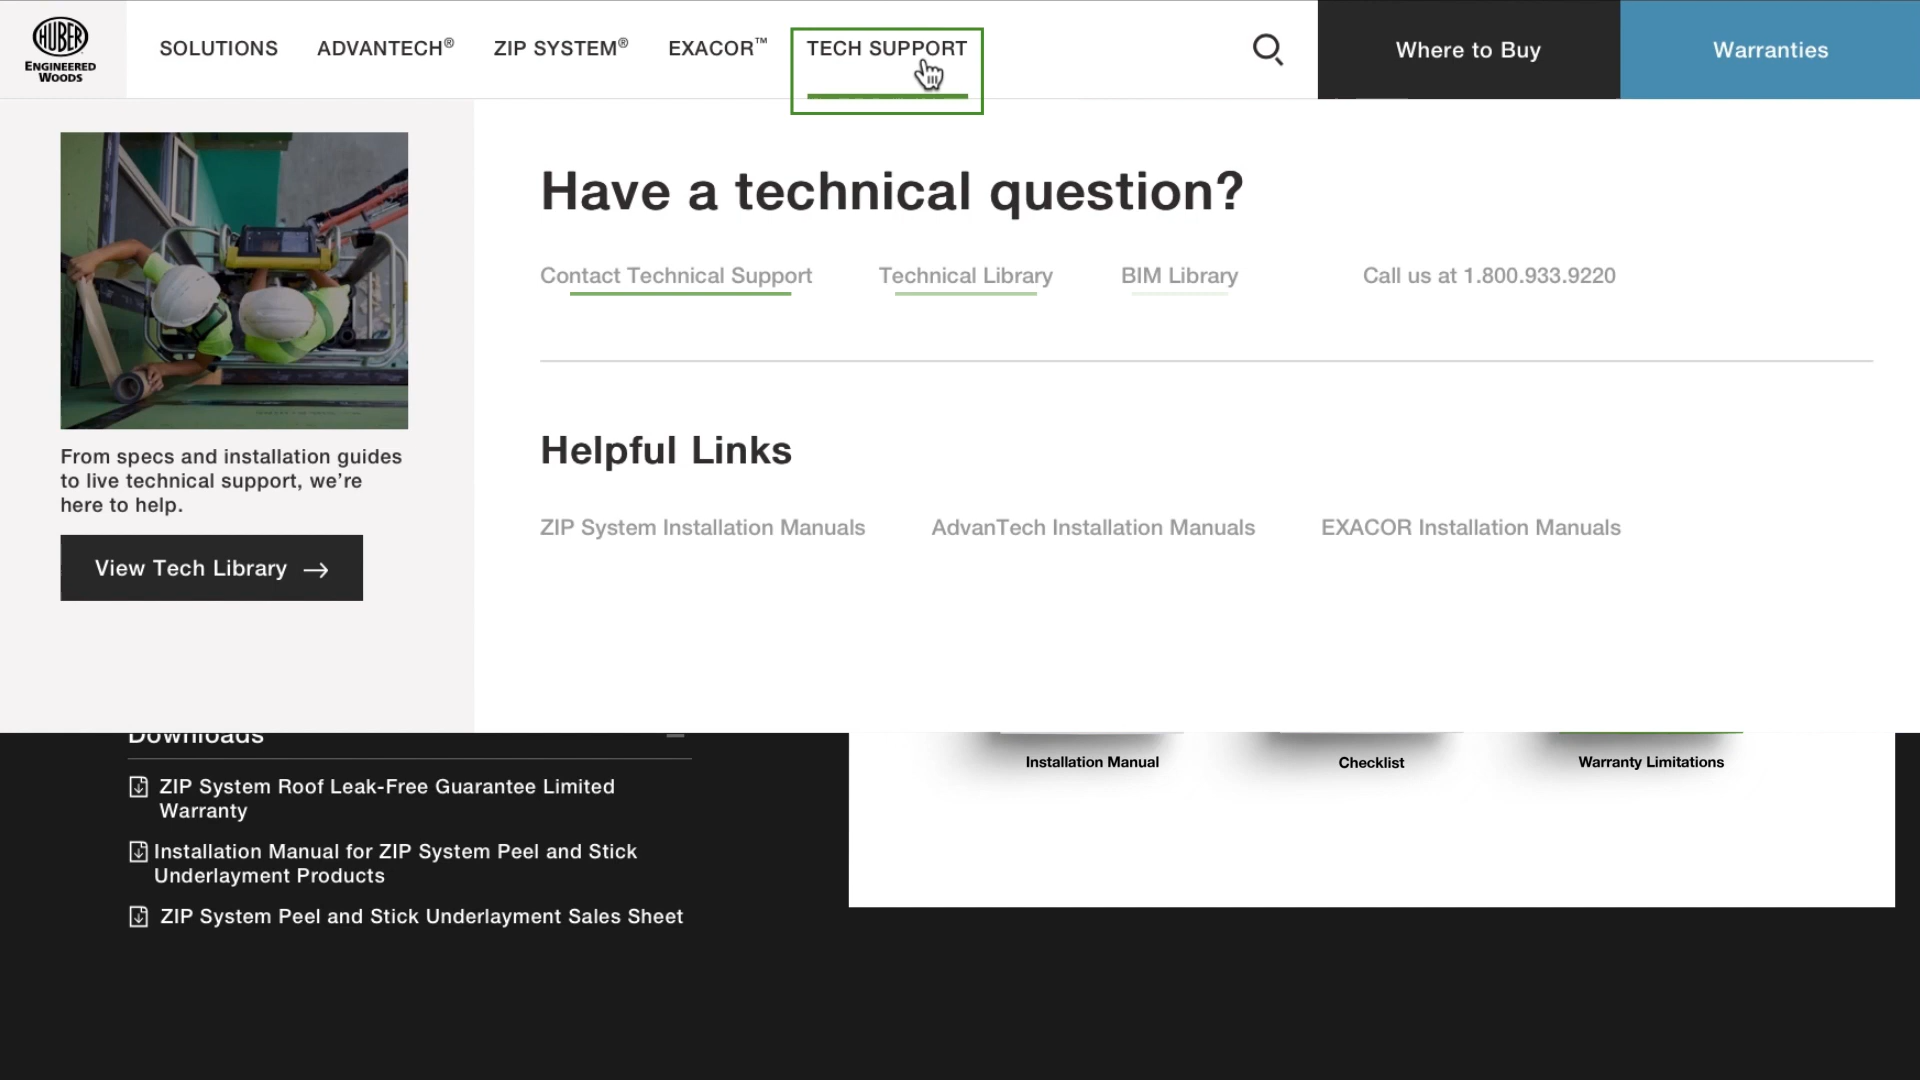 HUBER
ENGINEERED
WOODS
SOLUTIONS
ADVANTECH®
ZIP SYSTEM®
EXACOR™
TECH SUPPORT
Where to Buy
Warranties
Have a technical question?
Contact Technical Support
Technical Library
BIM Library
Call us at 1.800.933.9220
From specs and installation guides
to live technical support, we’re
here to help.
View Tech Library
Helpful Links
ZIP System Installation Manuals
AdvanTech Installation Manuals
EXACOR Installation Manuals
Downloads
ZIP System Roof Leak-Free Guarantee Limited
Warranty
Installation Manual for ZIP System Peel and Stick
Underlayment Products
ZIP System Peel and Stick Underlayment Sales Sheet
Installation Manual
Checklist
Warranty Limitations